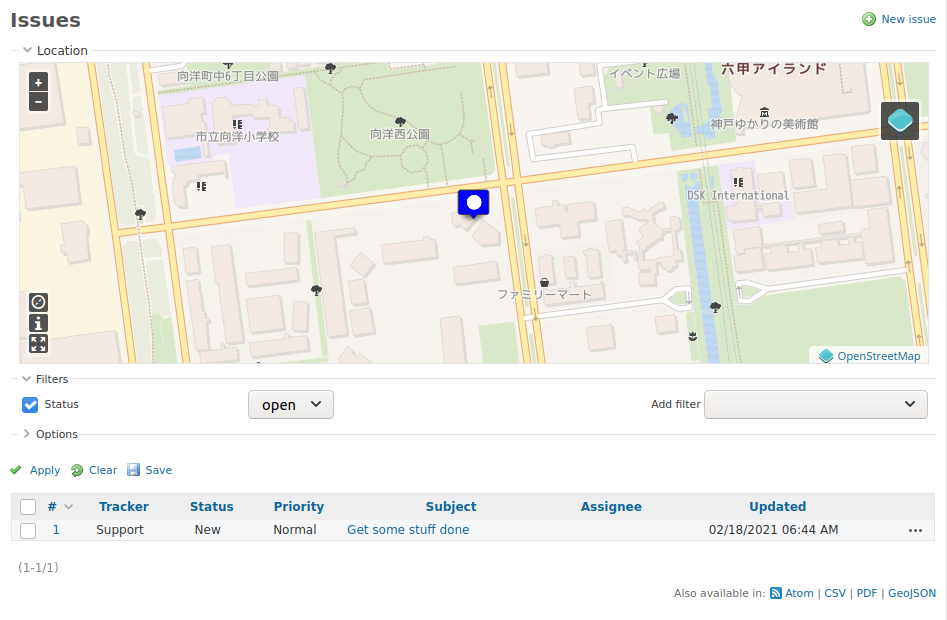 Issues
New issue
Location
+
−
向洋町中6丁目公園
市立向洋小学校
向洋西公園
イベント広場
六甲アイランド
神戸ゆかりの美術館
DSK International
ファミリーマート
OpenStreetMap
Filters
Status
open
Add filter
Options
Apply Clear Save
# Tracker Status Priority Subject Assignee Updated
1 Support New Normal Get some stuff done 02/18/2021 06:44 AM ...
(1-1/1)
Also available in: Atom | CSV | PDF | GeoJSON